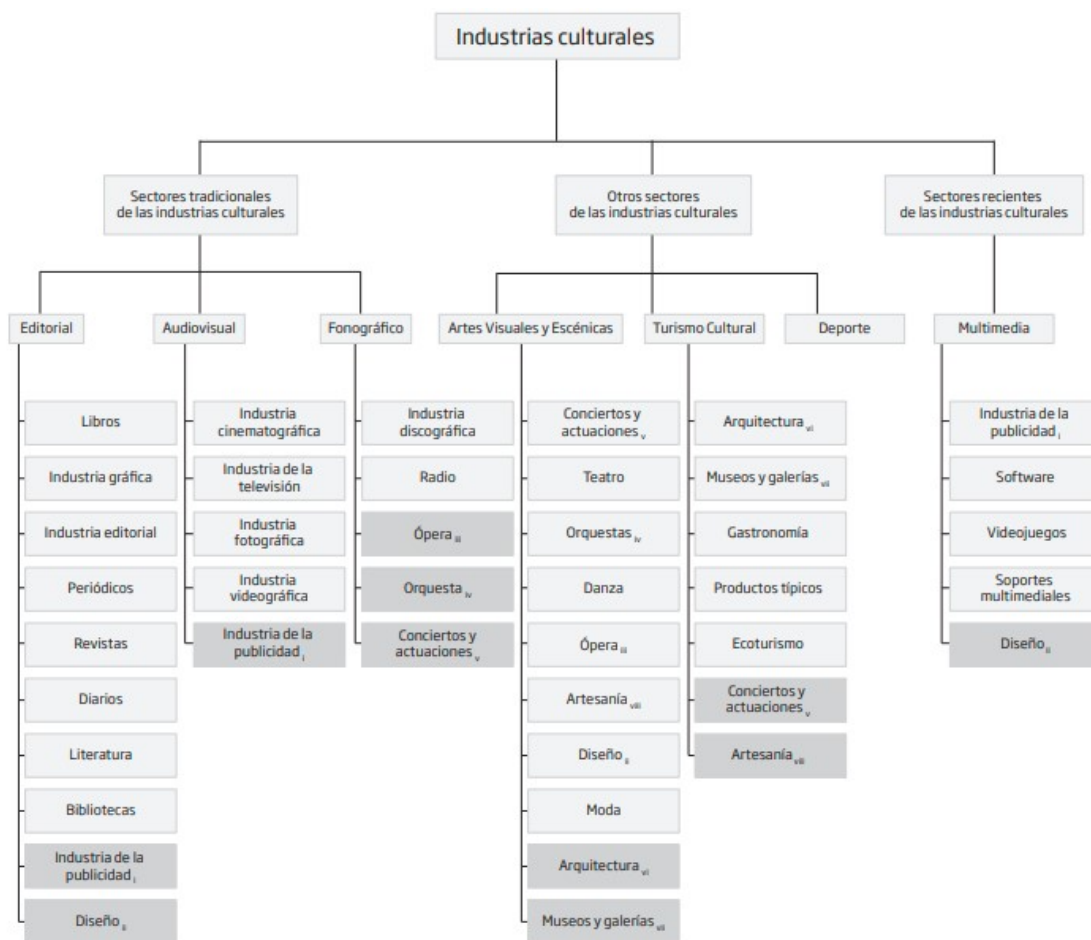 Industrias culturales
Sectores tradicionales
de las industrias culturales
Otros sectores
de las industrias culturales
Sectores recientes
de las industrias culturales
Editorial
Audiovisual
Fonográfico
Artes Visuales y Escénicas
Turismo Cultural
Deporte
Multimedia
Libros
Industria gráfica
Industria editorial
Periódicos
Revistas
Diarios
Literatura
Bibliotecas
Industria de la
publicidad i
Diseño ii
Industria
cinematográfica
Industria de la
televisión
Industria
fotográfica
Industria
videográfica
Industria de la
publicidad i
Industria
discográfica
Radio
Ópera iii
Orquesta iv
Conciertos y
actuaciones v
Conciertos y
actuaciones v
Teatro
Orquestas iv
Danza
Ópera iii
Artesanía viii
Diseño ii
Moda
Arquitectura vi
Museos y galerías vii
Arquitectura vi
Museos y galerías vii
Gastronomía
Productos típicos
Ecoturismo
Conciertos y
actuaciones v
Artesanía viii
Industria de la
publicidad i
Software
Videojuegos
Soportes
multimediales
Diseño ii